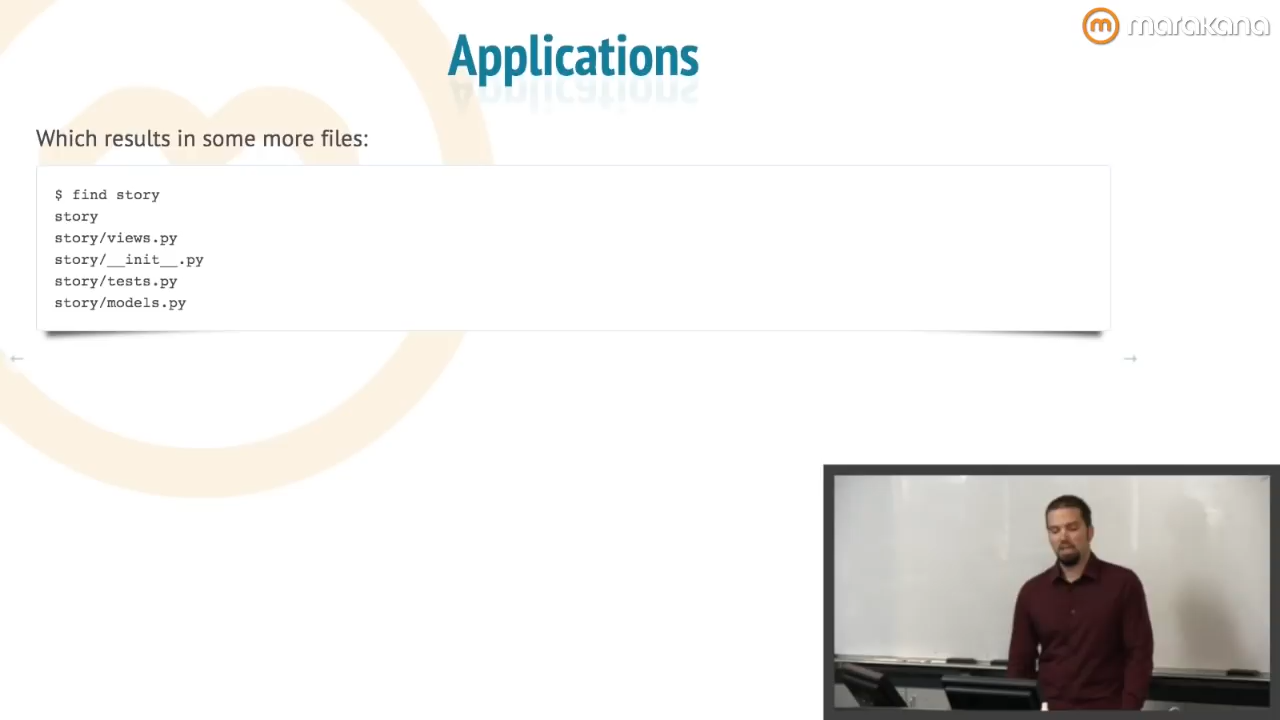 marakana
Applications
Which results in some more files:
$ find story
story
story/views.py
story/__init__.py
story/tests.py
story/models.py